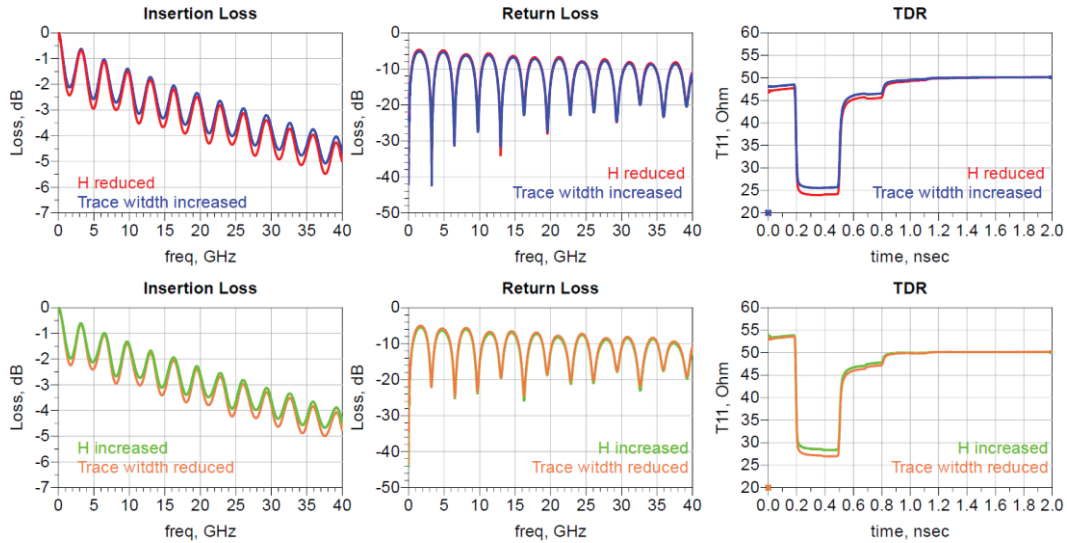 Insertion Loss
0
-1
-2
-3
-4
-5
-6
-7
Loss, dB
H reduced
Trace witdth increased
0 5 10 15 20 25 30 35 40
freq, GHz
Return Loss
0
-10
-20
-30
-40
-50
Loss, dB
H reduced
Trace witdth increased
0 5 10 15 20 25 30 35 40
freq, GHz
TDR
60
55
50
45
40
35
30
25
20
T11, Ohm
H reduced
Trace witdth increased
0.0 0.2 0.4 0.6 0.8 1.0 1.2 1.4 1.6 1.8 2.0
time, nsec
Insertion Loss
0
-1
-2
-3
-4
-5
-6
-7
Loss, dB
H increased
Trace witdth reduced
0 5 10 15 20 25 30 35 40
freq, GHz
Return Loss
0
-10
-20
-30
-40
-50
Loss, dB
H increased
Trace witdth reduced
0 5 10 15 20 25 30 35 40
freq, GHz
TDR
60
55
50
45
40
35
30
20
T11, Ohm
H increased
Trace witdth reduced
0.0 0.2 0.4 0.6 0.8 1.0 1.2 1.4 1.6 1.8 2.0
time, nsec